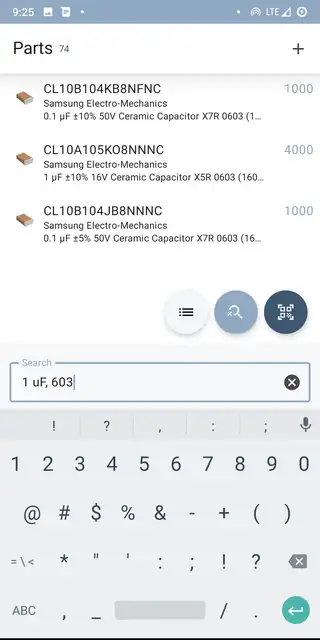 9:25
LTE
Parts 74
CL10B104KB8NFNC 1000
Samsung Electro-Mechanics
0.1 µF ±10% 50V Ceramic Capacitor X7R 0603 (1...
CL10A105KO8NNNC 4000
Samsung Electro-Mechanics
1 µF ±10% 16V Ceramic Capacitor X5R 0603 (160...
CL10B104JB8NNNC 1000
Samsung Electro-Mechanics
0.1 µF ±5% 50V Ceramic Capacitor X7R 0603 (16...
Search
1 uF, 603
! ? , : ;
1 2 3 4 5 6 7 8 9 0
@ # $ % & - + ( )
= \ < * " ' : ; ! ?
ABC , _ / .